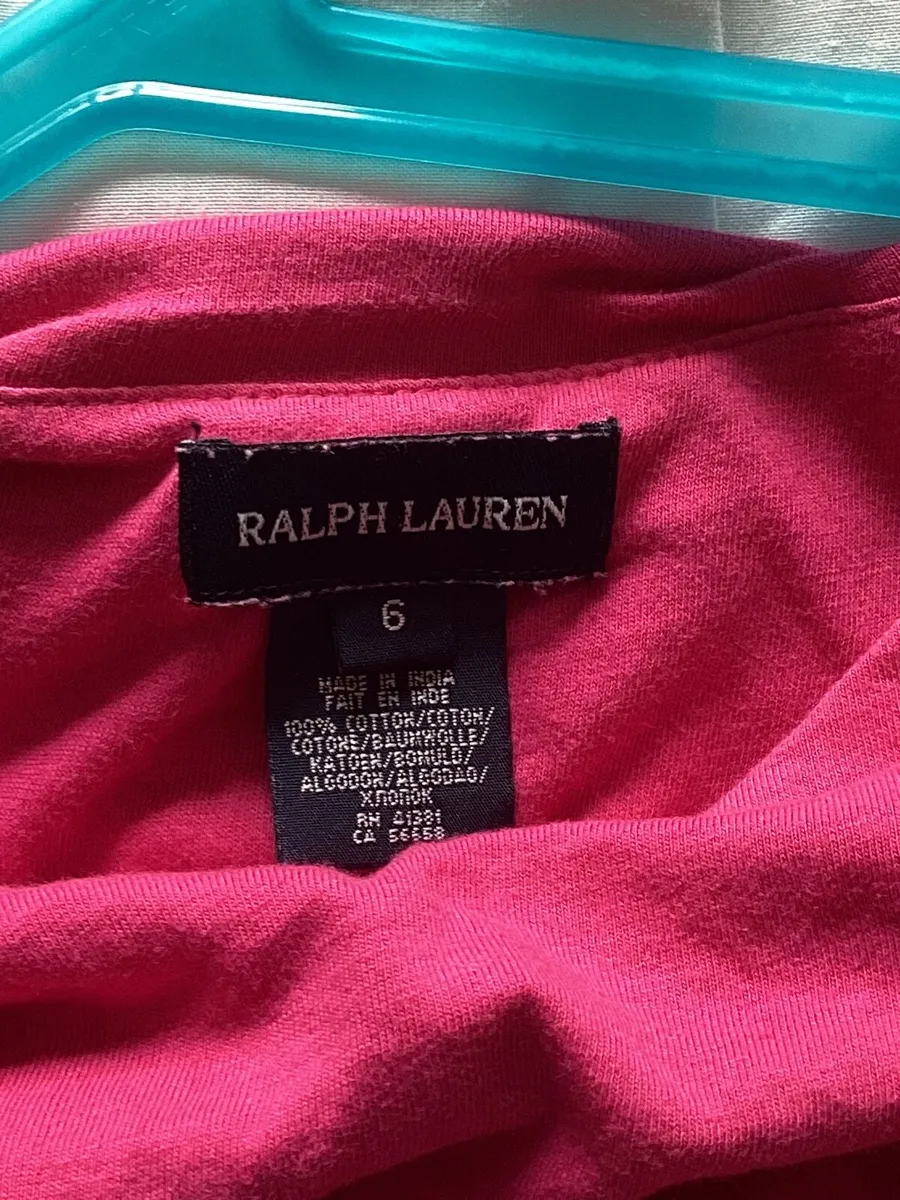 RALPH LAUREN
6
MADE IN INDIA
FAIT EN INDE
100% COTTON/COTON/
COTONE/BAUMWOLLE/
KATOEN/BOMULD/
ALGODON/ALGODAO/
ХЛОПОК
RN 41381
CA 56658